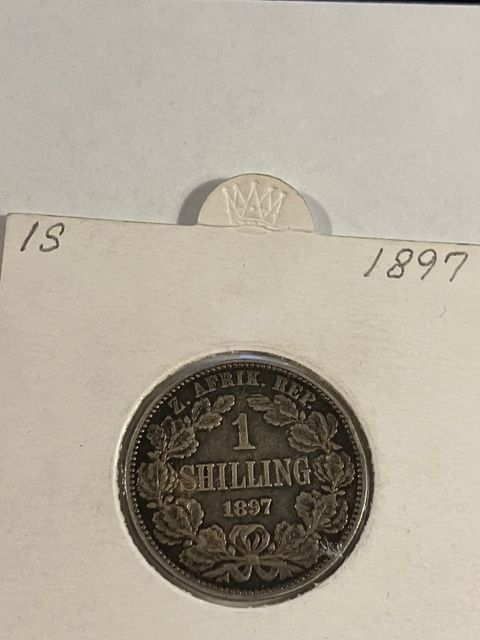 1S
1897
Z. AFRIK. REP.
1
SHILLING
1897